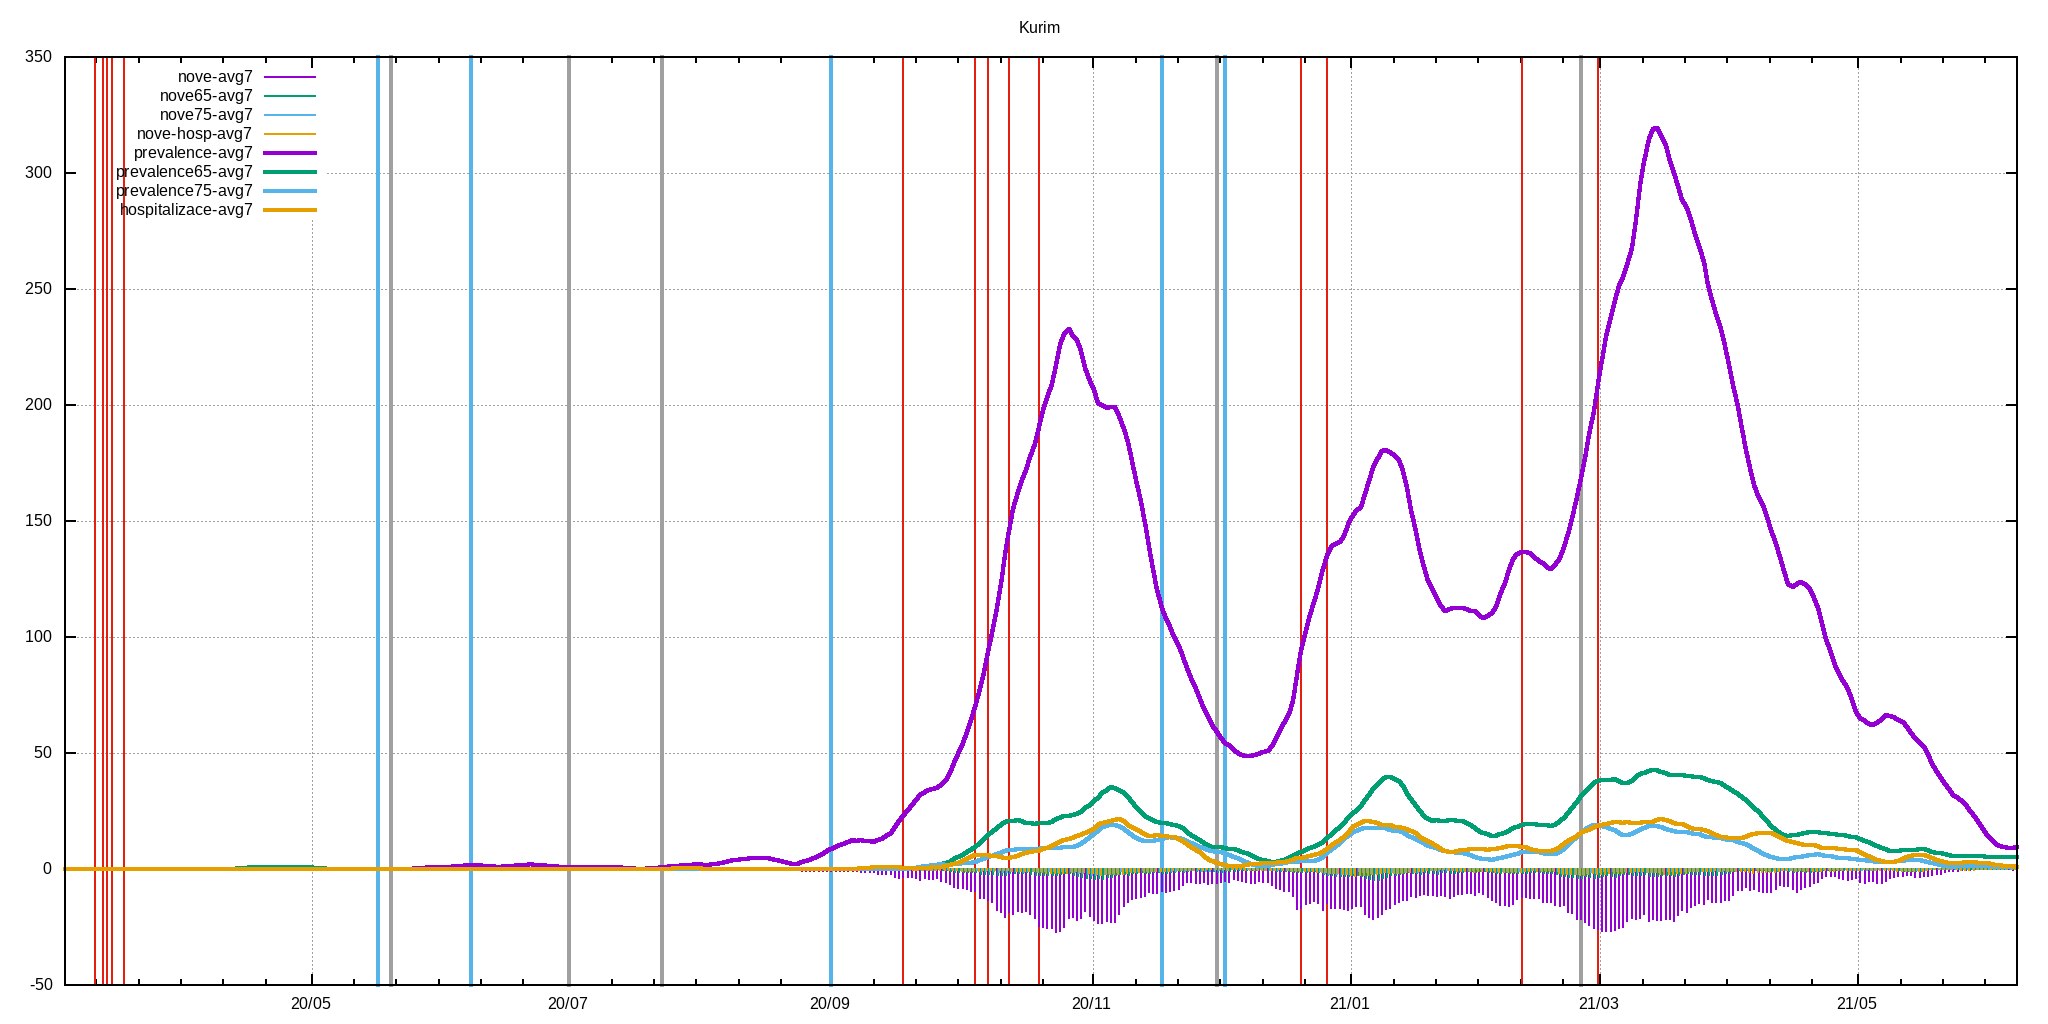 Kurim
350
300
250
200
150
100
50
0
-50
nove-avg7
nove65-avg7
nove75-avg7
nove-hosp-avg7
prevalence-avg7
prevalence65-avg7
prevalence75-avg7
hospitalizace-avg7
20/05
20/07
20/09
20/11
21/01
21/03
21/05